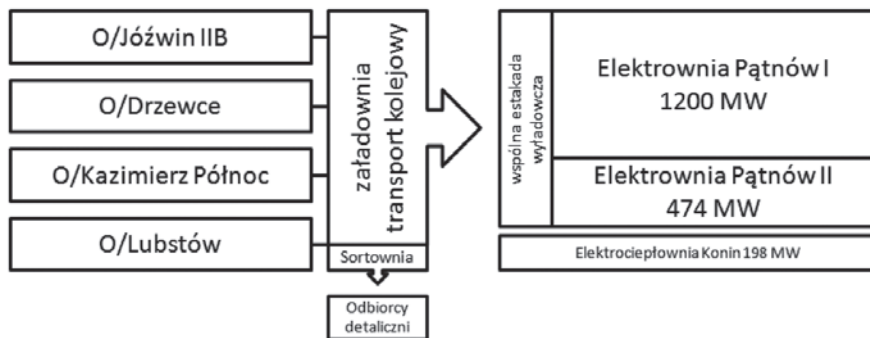 O/Jóźwin IIB
O/Drzewce
O/Kazimierz Północ
O/Lubstów
załadownia
transport kolejowy
Sortownia
Odbiorcy
detaliczni
wspólna estakada
wyładowcza
Elektrownia Pątnów I
1200 MW
Elektrownia Pątnów II
474 MW
Elektrociepłownia Konin 198 MW